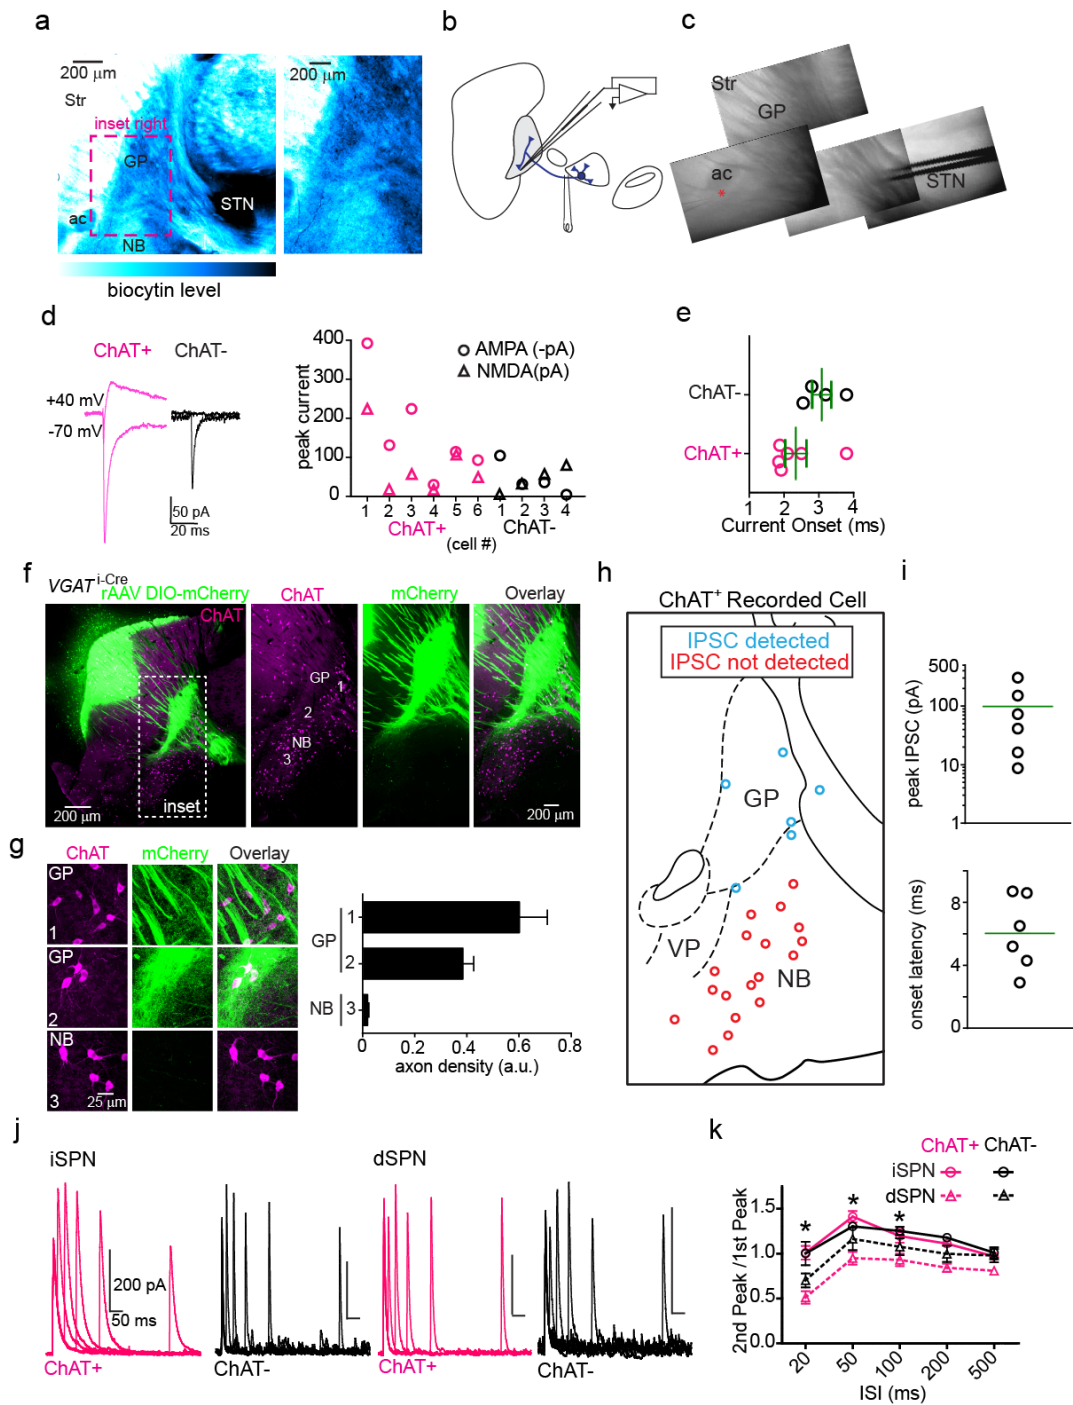 a
200 µm
Str
inset right
GP
ac
NB
STN
200 µm
biocytin level
b
c
Str
GP
ac
*
STN
d
ChAT+
ChAT-
+40 mV
-70 mV
50 pA
20 ms
peak current
400
300
200
100
0
AMPA (-pA)
NMDA(pA)
1 2 3 4 5 6 1 2 3 4
ChAT+
ChAT-
(cell #)
e
ChAT-
ChAT+
1 2 3 4
Current Onset (ms)
f
VGAT i-Cre
rAAV DIO-mCherry
ChAT
200 µm
inset
ChAT
GP
1
2
NB
3
mCherry
Overlay
200 µm
g
ChAT
mCherry
Overlay
GP
1
GP
2
NB
3
25 µm
GP
1
2
NB
3
0 0.2 0.4 0.6 0.8
axon density (a.u.)
h
ChAT+ Recorded Cell
IPSC detected
IPSC not detected
GP
VP
NB
i
peak IPSC (pA)
500
100
10
1
onset latency (ms)
8
4
0
j
iSPN
200 pA
50 ms
ChAT+
ChAT-
dSPN
ChAT+
ChAT-
k
ChAT+ ChAT-
iSPN
dSPN
2nd Peak /1st Peak
1.5
1.0
0.5
0.0
* * *
20 50 100 200 500
ISI (ms)